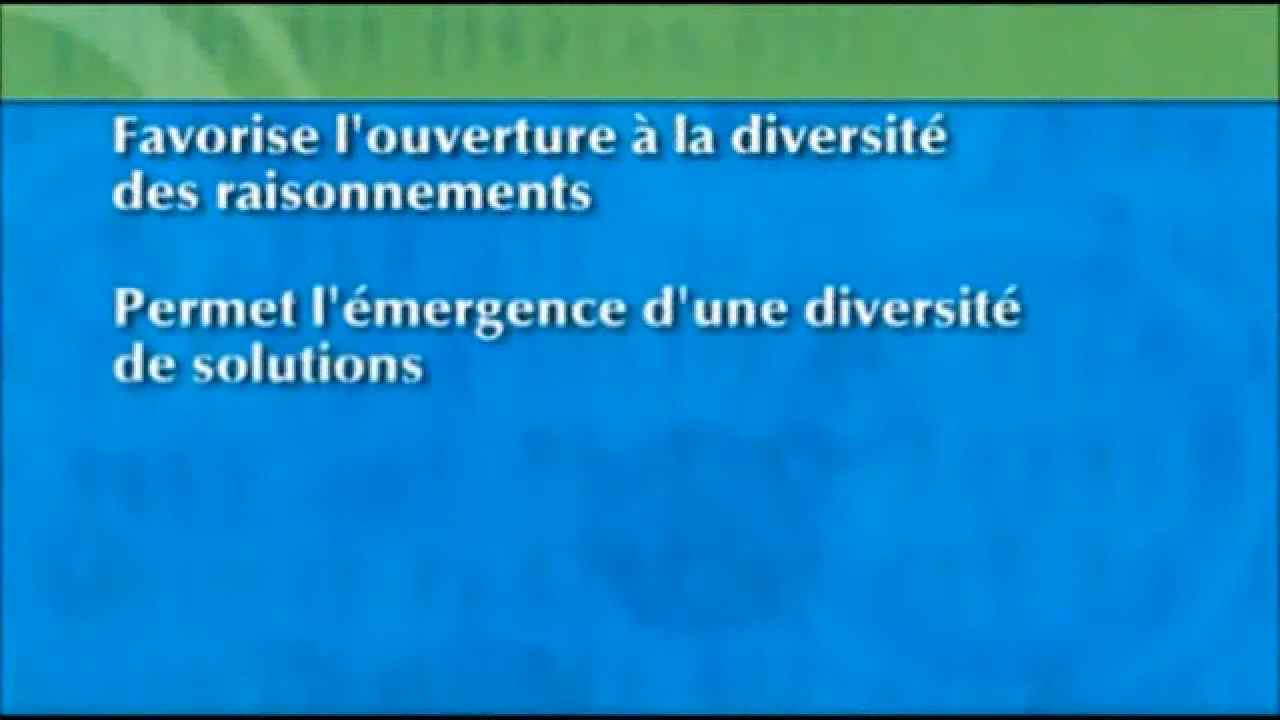 Favorise l'ouverture à la diversité
des raisonnements
Permet l'émergence d'une diversité
de solutions